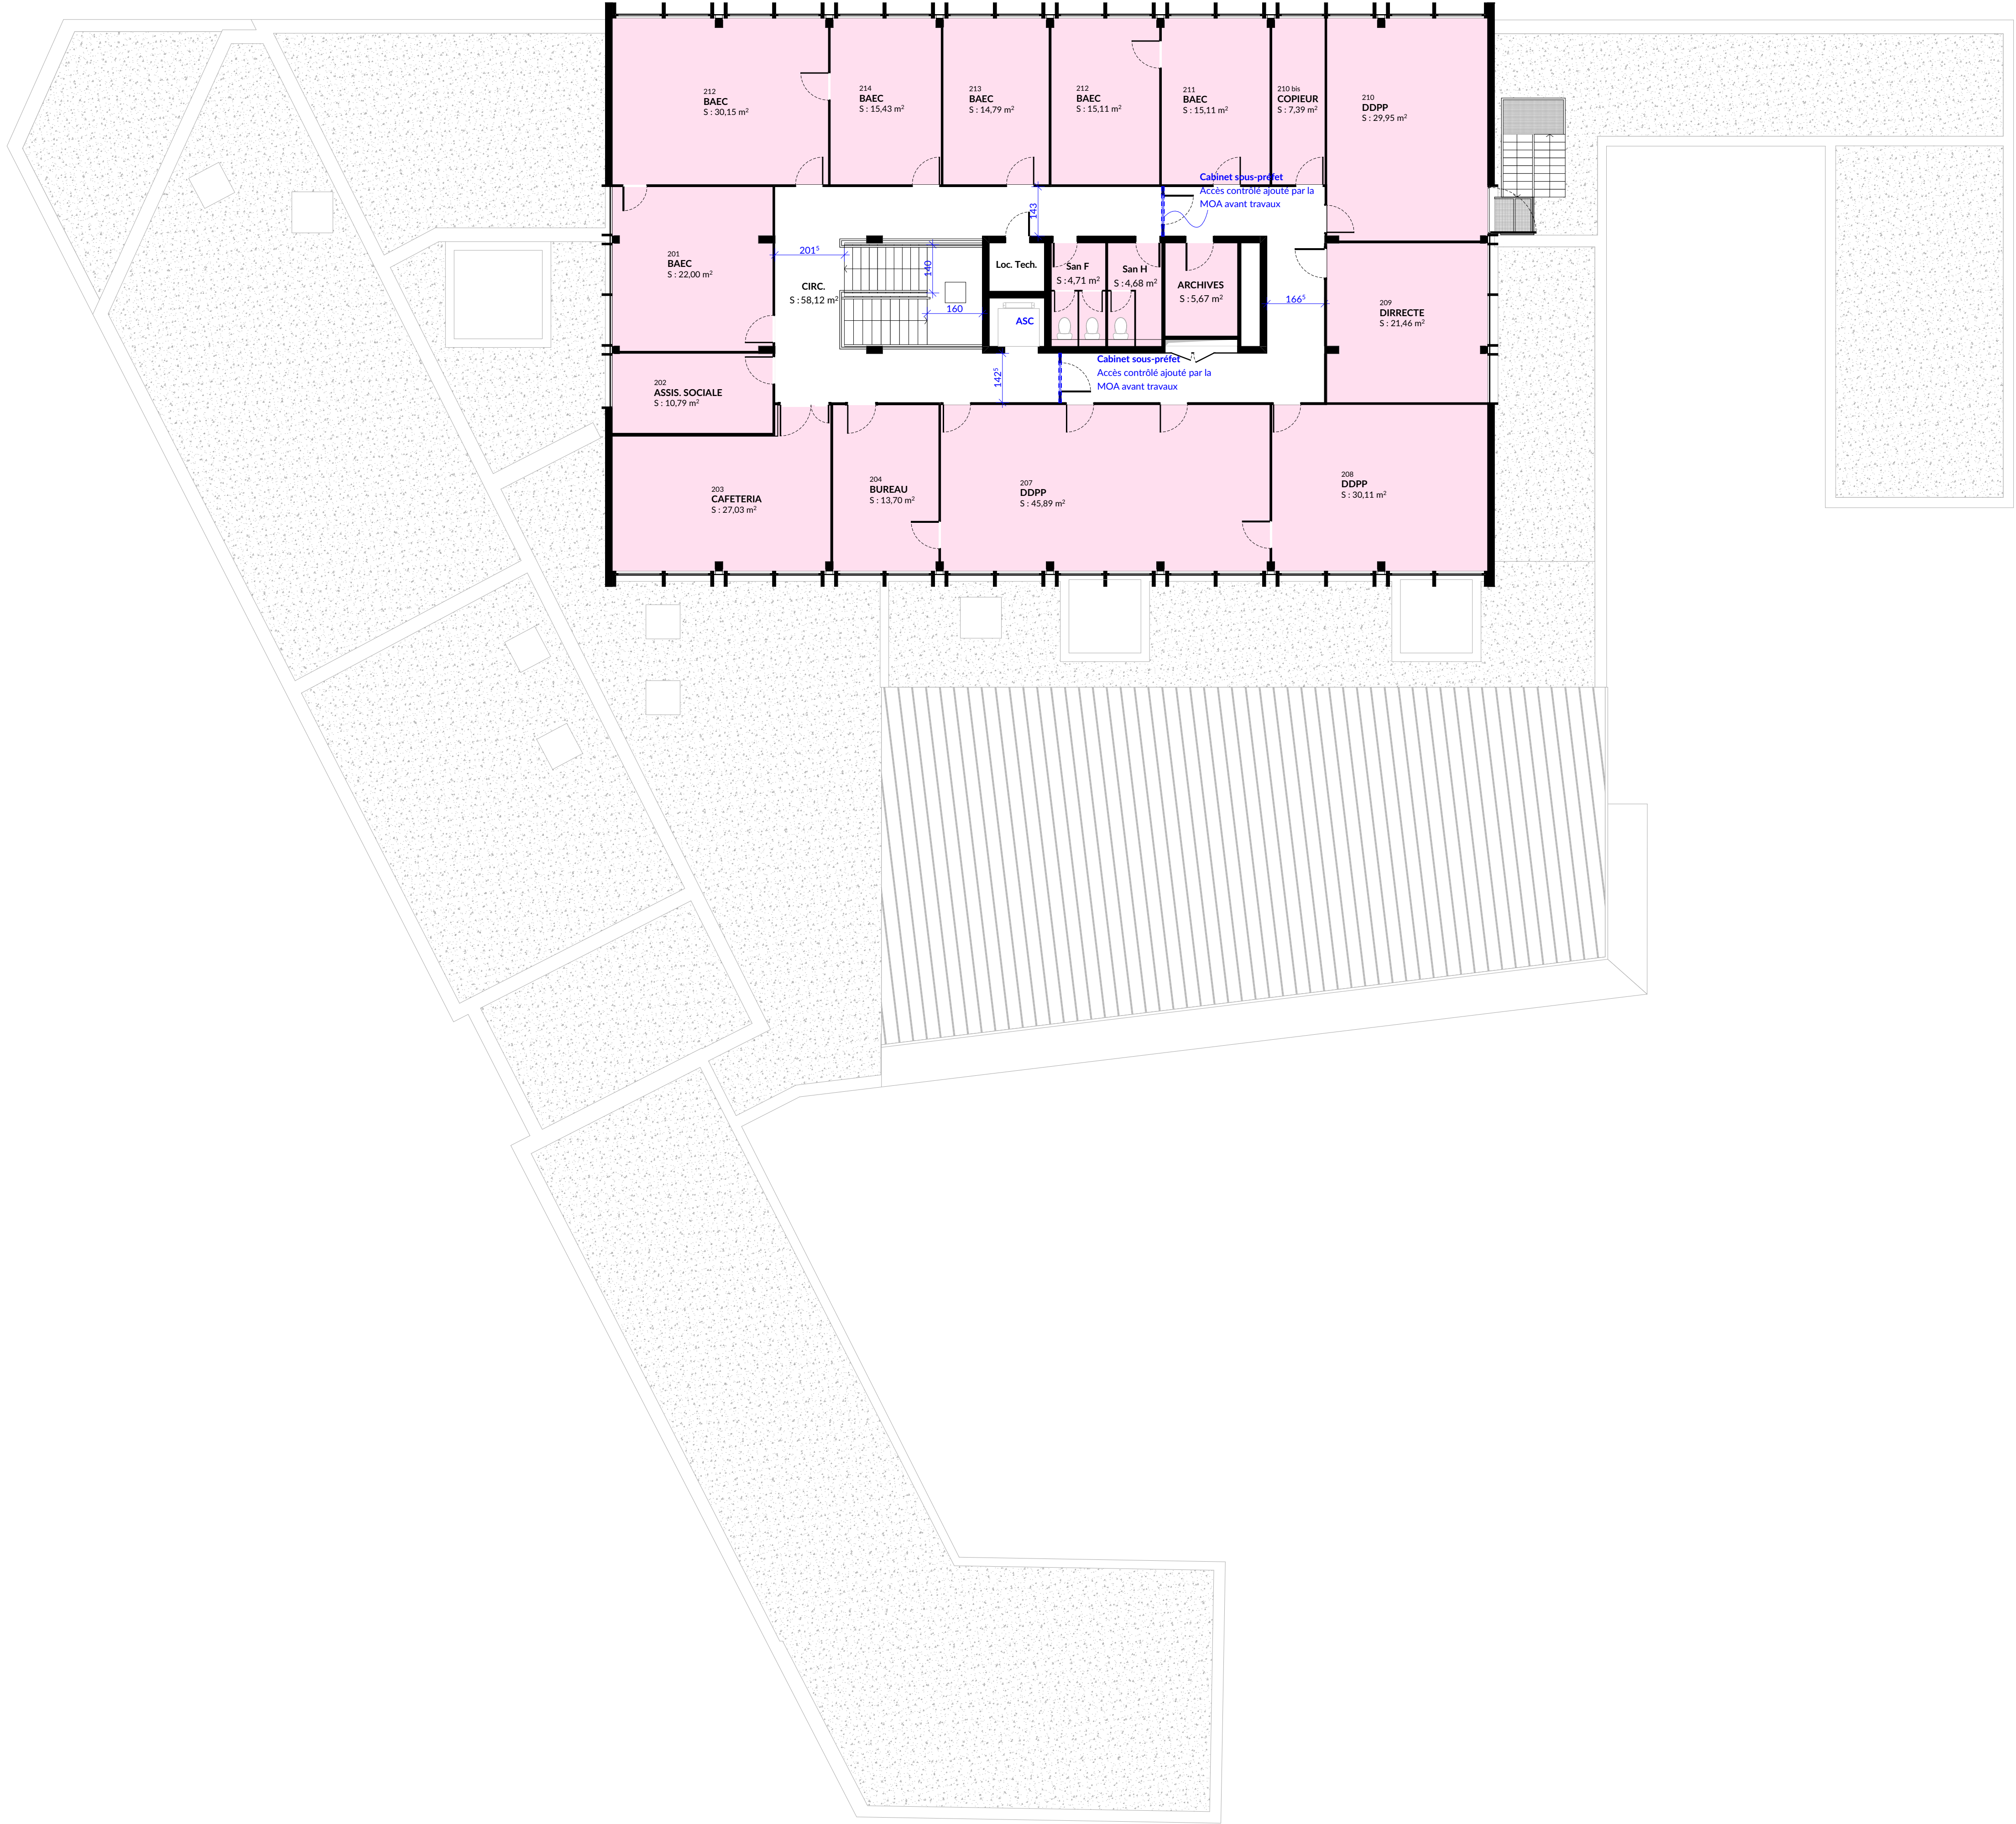 212
BAEC
S : 30,15 m²
214
BAEC
S : 15,43 m²
213
BAEC
S : 14,79 m²
212
BAEC
S : 15,11 m²
211
BAEC
S : 15,11 m²
210 bis
COPIEUR
S : 7,39 m²
210
DDPP
S : 29,95 m²
Cabinet sous-préfet
Accès contrôlé ajouté par la
MOA avant travaux
143
201
BAEC
S : 22,00 m²
201⁵
CIRC.
S : 58,12 m²
140
160
Loc. Tech.
ASC
San F
S : 4,71 m²
San H
S : 4,68 m²
ARCHIVES
S : 5,67 m²
166⁵
209
DIRRECTE
S : 21,46 m²
142⁵
Cabinet sous-préfet
Accès contrôlé ajouté par la
MOA avant travaux
202
ASSIS. SOCIALE
S : 10,79 m²
203
CAFETERIA
S : 27,03 m²
204
BUREAU
S : 13,70 m²
207
DDPP
S : 45,89 m²
208
DDPP
S : 30,11 m²